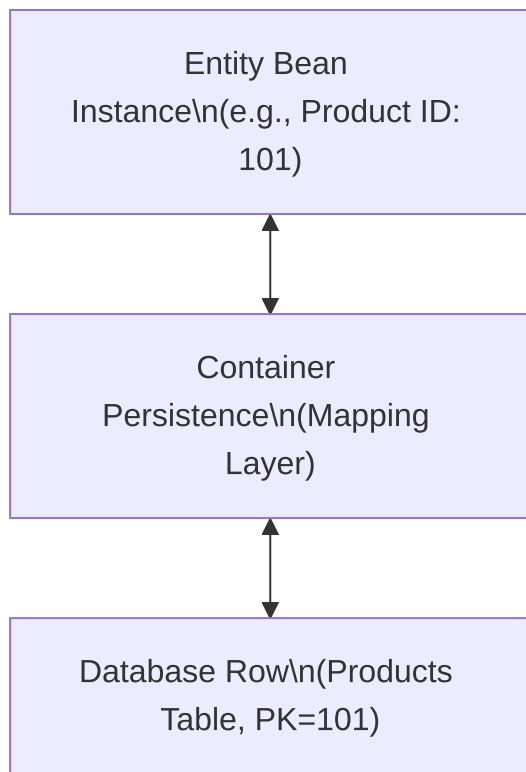 Entity Bean
Instance\n(e.g., Product ID:
101)
Container
Persistence\n(Mapping
Layer)
Database Row\n(Products
Table, PK=101)